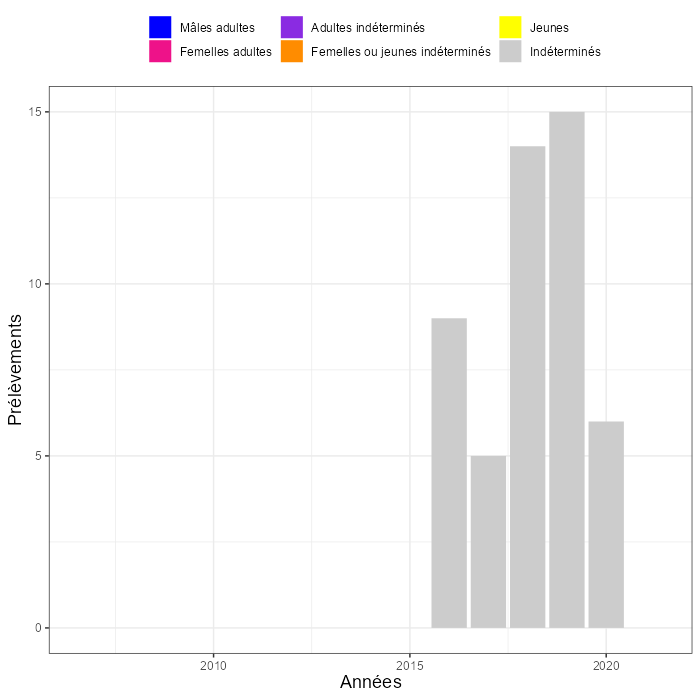 Mâles adultes Adultes indéterminés Jeunes
Femelles adultes Femelles ou jeunes indéterminés Indéterminés
15
10
5
0
Prélèvements
2010 2015 2020
Années